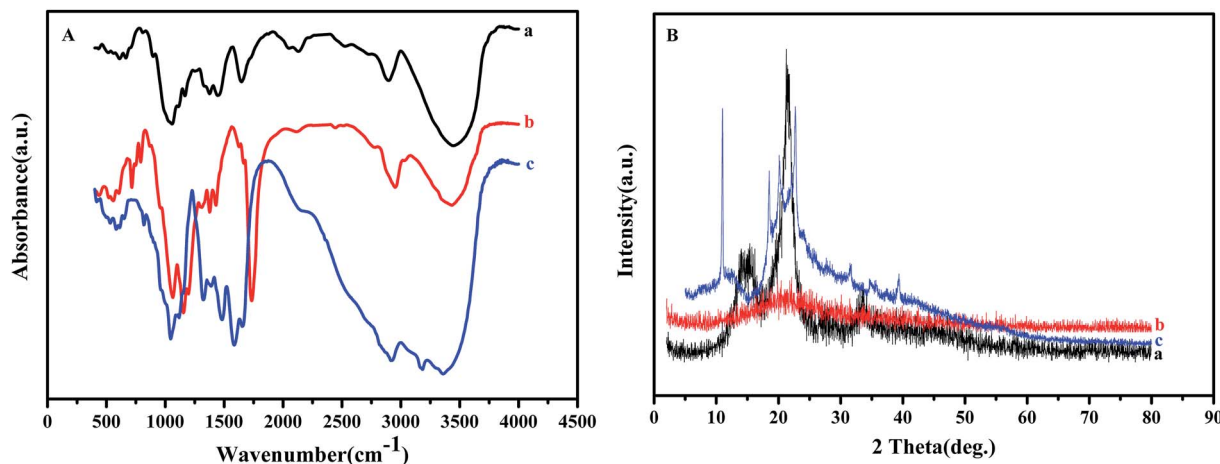 A
a
b
c
Absorbance(a.u.)
0 500 1000 1500 2000 2500 3000 3500 4000 4500
Wavenumber(cm-1)
B
b
c
a
Intensity(a.u.)
0 10 20 30 40 50 60 70 80 90
2 Theta(deg.)